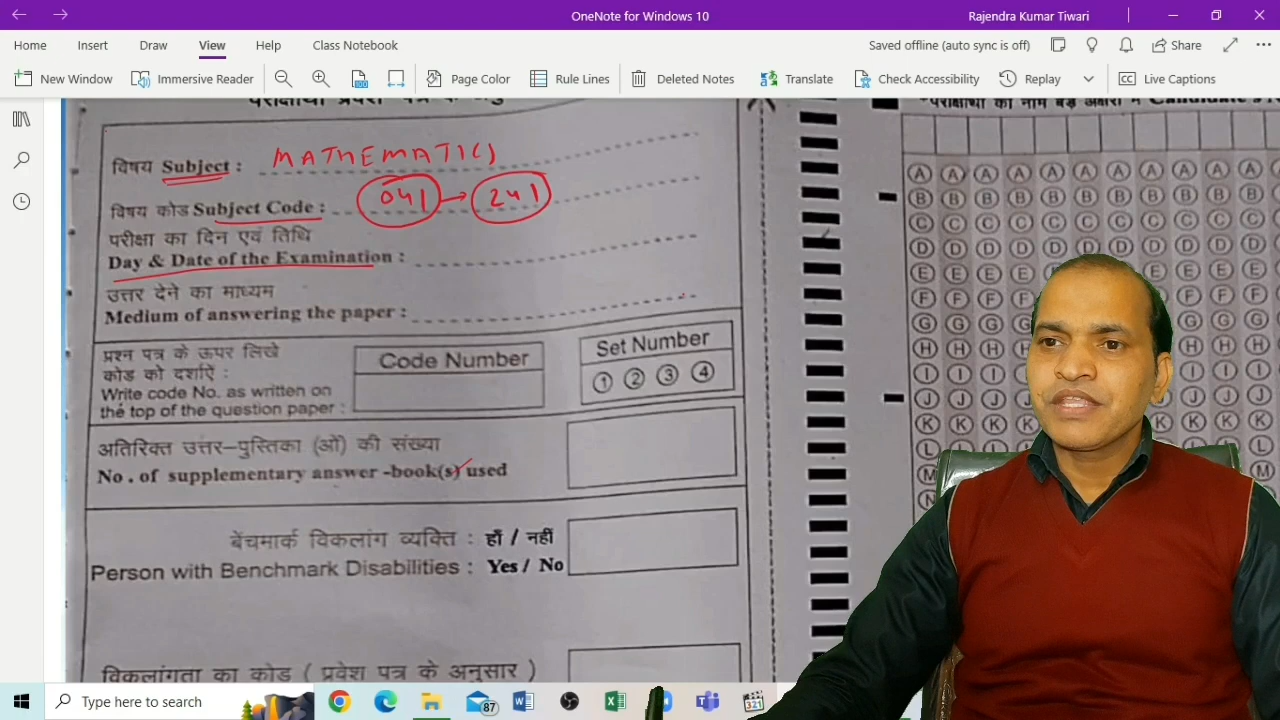 OneNote for Windows 10
Rajendra Kumar Tiwari
Home Insert Draw View Help Class Notebook
Saved offline (auto sync is off) Share
New Window Immersive Reader Page Color Rule Lines Deleted Notes Translate Check Accessibility Replay Live Captions
विषय Subject : MATHEMATICS
विषय कोड Subject Code : 041 → 241
परीक्षा का दिन एवं तिथि
Day & Date of the Examination :
उत्तर देने का माध्यम
Medium of answering the paper :
प्रश्न पत्र के ऊपर लिखे
कोड को दर्शाऐं :
Write code No. as written on
the top of the question paper :
Code Number
Set Number
1 2 3 4
अतिरिक्त उत्तर-पुस्तिका (ओं) की संख्या
No. of supplementary answer -book(s) used
बेंचमार्क विकलांग व्यक्ति : हाँ / नहीं
Person with Benchmark Disabilities : Yes / No
विकलांगता का कोड ( प्रवेश पत्र के अनुसार )
A A A A A A A A A A A
B B B B B B B B B B B
C C C C C C C C C C C
D D D D D D D D D D D
E E E E
F F F F
G G G G
H H H H
I I I I
J J J J
K K K K
L
M
N
Type here to search
87
321